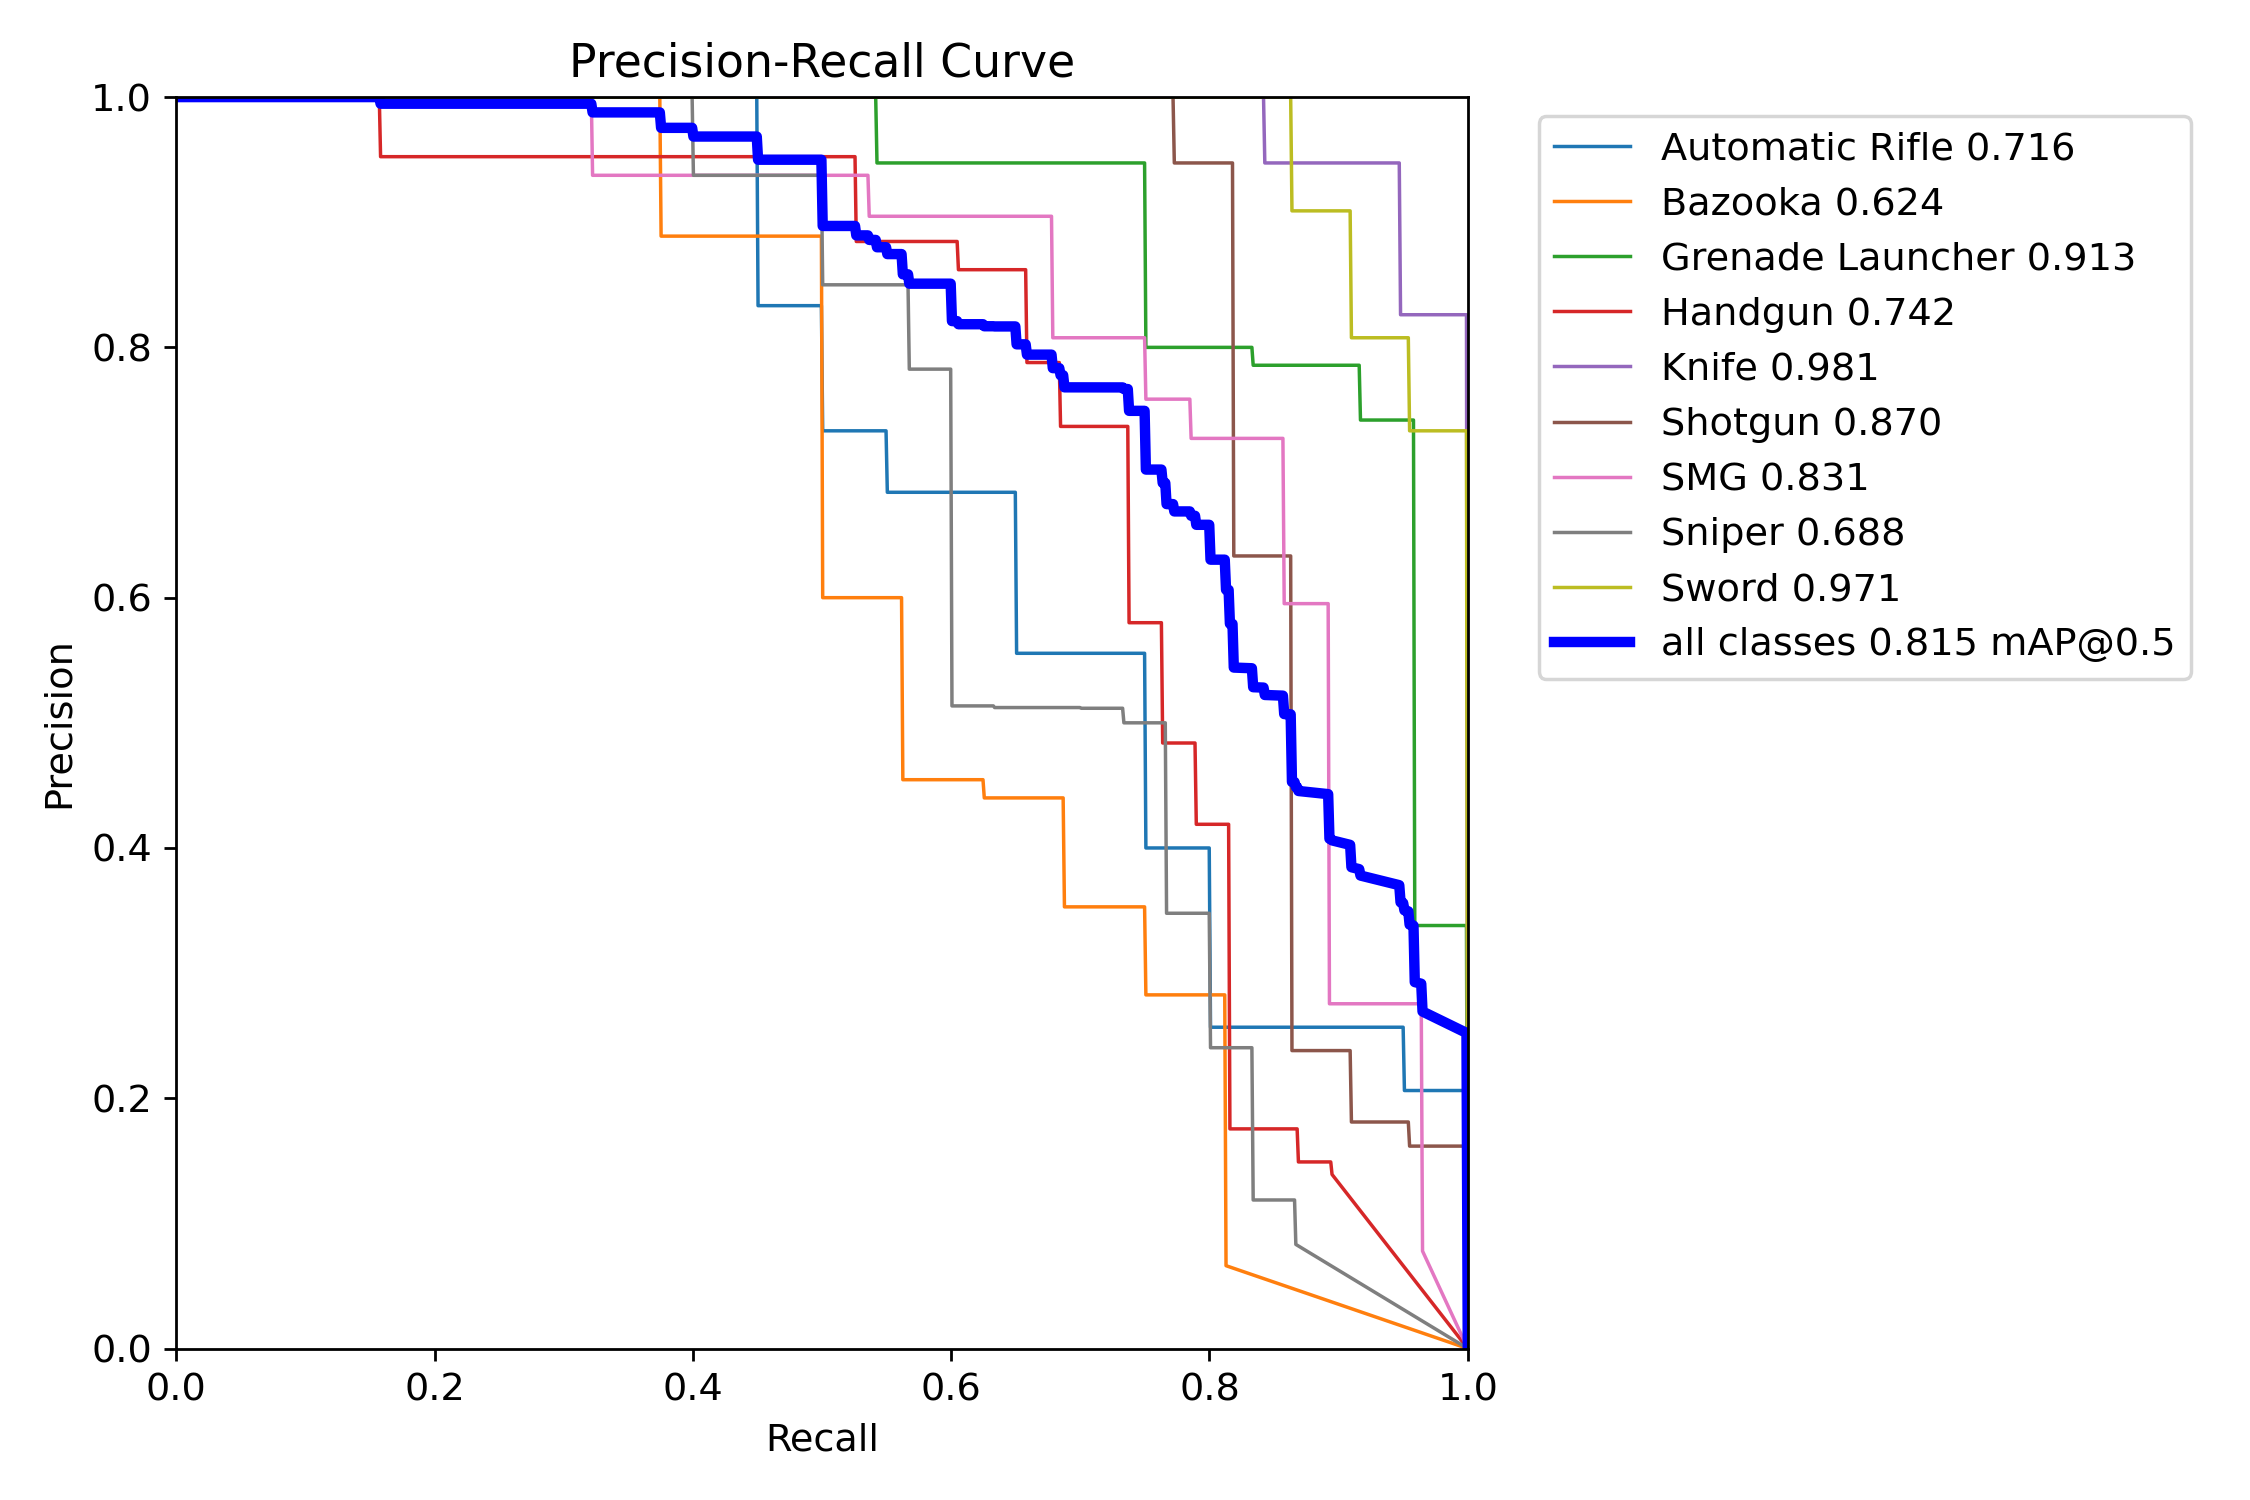 Precision-Recall Curve
1.0
0.8
0.6
0.4
0.2
0.0
Precision
0.0 0.2 0.4 0.6 0.8 1.0
Recall
Automatic Rifle 0.716
Bazooka 0.624
Grenade Launcher 0.913
Handgun 0.742
Knife 0.981
Shotgun 0.870
SMG 0.831
Sniper 0.688
Sword 0.971
all classes 0.815 mAP@0.5